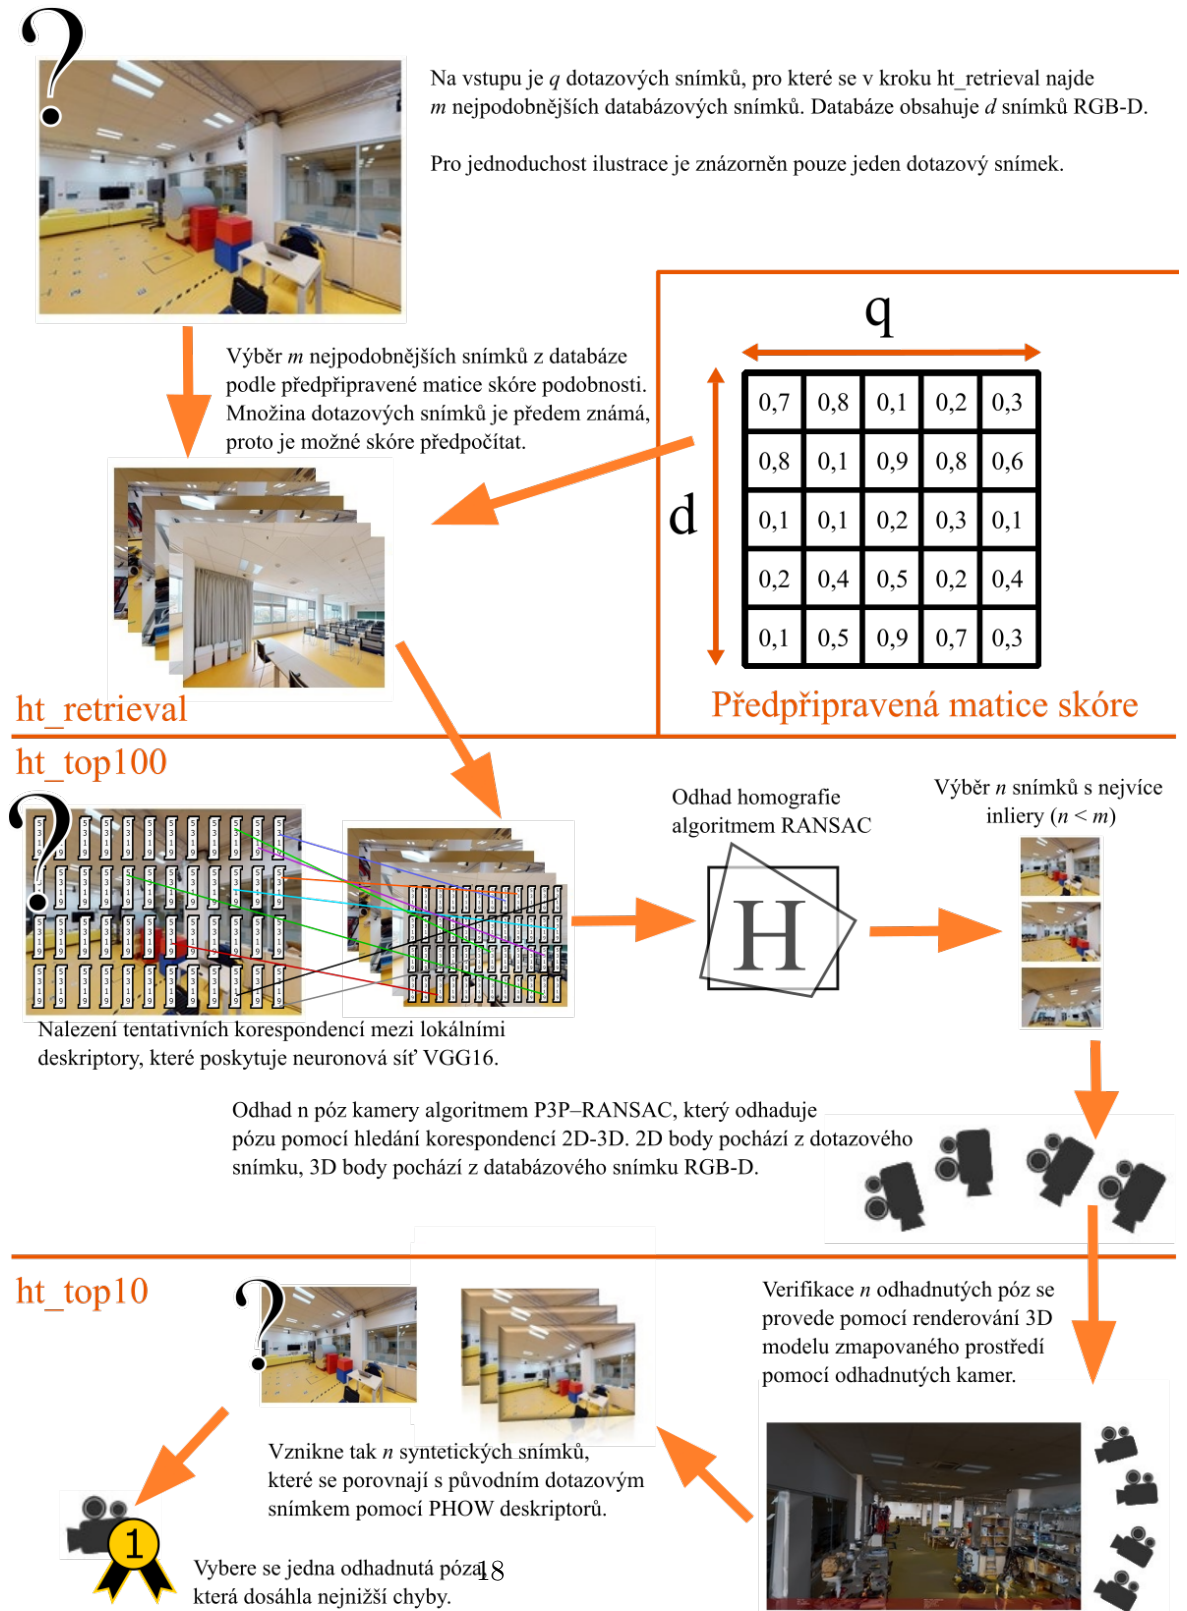 ?
Na vstupu je q dotazových snímků, pro které se v kroku ht_retrieval najde
m nejpodobnějších databázových snímků. Databáze obsahuje d snímků RGB-D.
Pro jednoduchost ilustrace je znázorněn pouze jeden dotazový snímek.
Výběr m nejpodobnějších snímků z databáze
podle předpřipravené matice skóre podobnosti.
Množina dotazových snímků je předem známá,
proto je možné skóre předpočítat.
q
d
0,7 0,8 0,1 0,2 0,3
0,8 0,1 0,9 0,8 0,6
0,1 0,1 0,2 0,3 0,1
0,2 0,4 0,5 0,2 0,4
0,1 0,5 0,9 0,7 0,3
Předpřipravená matice skóre
ht_retrieval
ht_top100
?
Nalezení tentativních korespondencí mezi lokálními
deskriptory, které poskytuje neuronová síť VGG16.
Odhad homografie
algoritmem RANSAC
H
Výběr n snímků s nejvíce
inliery (n < m)
Odhad n póz kamery algoritmem P3P–RANSAC, který odhaduje
pózu pomocí hledání korespondencí 2D-3D. 2D body pochází z dotazového
snímku, 3D body pochází z databázového snímku RGB-D.
ht_top10
?
Verifikace n odhadnutých póz se
provede pomocí renderování 3D
modelu zmapovaného prostředí
pomocí odhadnutých kamer.
Vznikne tak n syntetických snímků,
které se porovnají s původním dotazovým
snímkem pomocí PHOW deskriptorů.
1
Vybere se jedna odhadnutá póza,
která dosáhla nejnižší chyby.
18